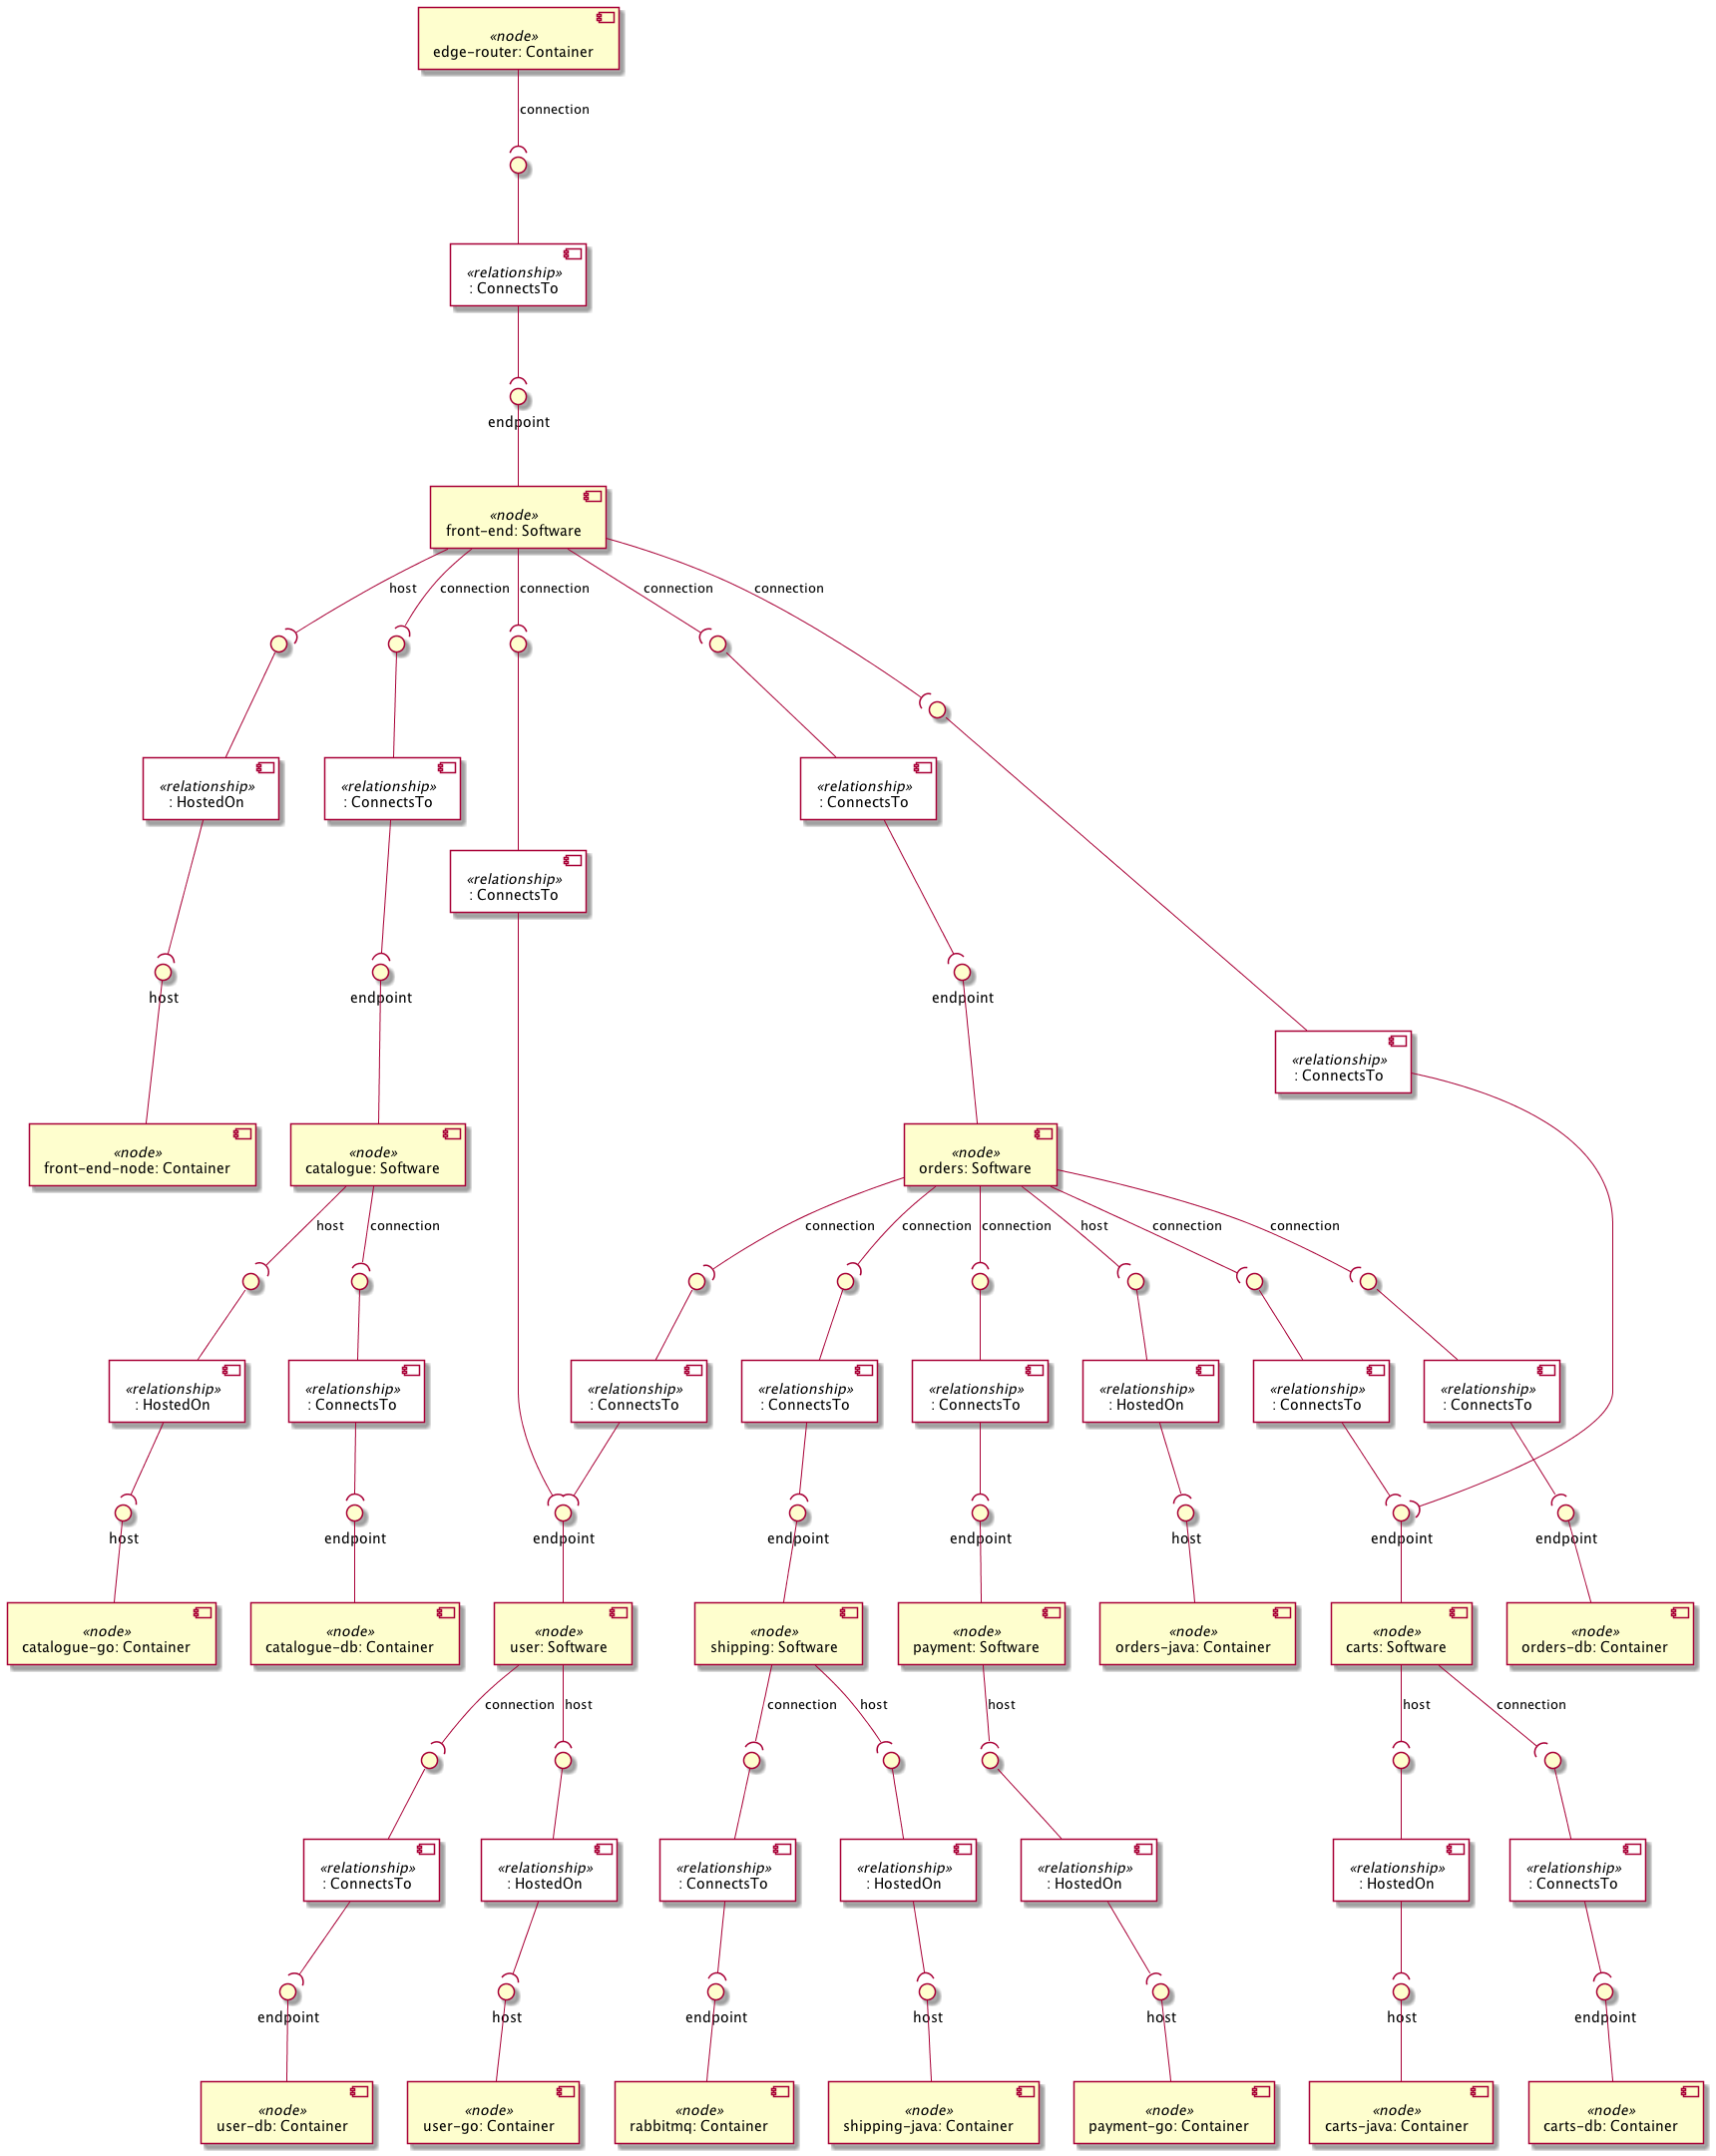 «node»
edge-router: Container
connection
«relationship»
: ConnectsTo
endpoint
«node»
front-end: Software
host
connection
connection
connection
connection
«relationship»
: HostedOn
«relationship»
: ConnectsTo
«relationship»
: ConnectsTo
«relationship»
: ConnectsTo
host
endpoint
endpoint
«relationship»
: ConnectsTo
«node»
front-end-node: Container
«node»
catalogue: Software
«node»
orders: Software
host
connection
connection
connection
connection
host
connection
connection
«relationship»
: HostedOn
«relationship»
: ConnectsTo
«relationship»
: ConnectsTo
«relationship»
: ConnectsTo
«relationship»
: ConnectsTo
«relationship»
: HostedOn
«relationship»
: ConnectsTo
«relationship»
: ConnectsTo
host
endpoint
endpoint
endpoint
endpoint
host
endpoint
endpoint
«node»
catalogue-go: Container
«node»
catalogue-db: Container
«node»
user: Software
«node»
shipping: Software
«node»
payment: Software
«node»
orders-java: Container
«node»
carts: Software
«node»
orders-db: Container
connection
host
connection
host
host
host
connection
«relationship»
: ConnectsTo
«relationship»
: HostedOn
«relationship»
: ConnectsTo
«relationship»
: HostedOn
«relationship»
: HostedOn
«relationship»
: HostedOn
«relationship»
: ConnectsTo
endpoint
host
endpoint
host
host
host
endpoint
«node»
user-db: Container
«node»
user-go: Container
«node»
rabbitmq: Container
«node»
shipping-java: Container
«node»
payment-go: Container
«node»
carts-java: Container
«node»
carts-db: Container